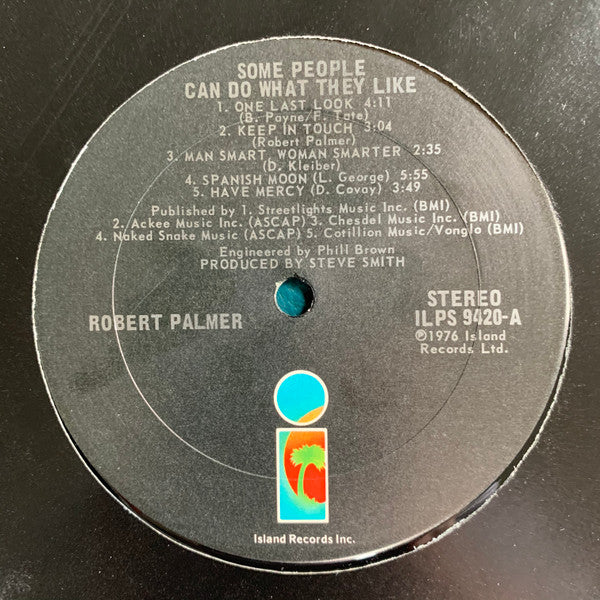 SOME PEOPLE
CAN DO WHAT THEY LIKE
1. ONE LAST LOOK 4:11
(B. Payne/F. Tate)
2. KEEP IN TOUCH 3:04
(Robert Palmer)
3. MAN SMART, WOMAN SMARTER 2:35
(D. Kleiber)
4. SPANISH MOON (L. George) 5:55
5. HAVE MERCY (D. Covay) 3:49
Published by 1. Streetlights Music Inc. (BMI)
2. Ackee Music Inc. (ASCAP) 3. Chesdel Music Inc. (BMI)
4. Naked Snake Music (ASCAP) 5. Cotillion Music/Vonglo (BMI)
Engineered by Phill Brown
PRODUCED BY STEVE SMITH
ROBERT PALMER
STEREO
ILPS 9420-A
℗1976 Island
Records Ltd.
Island Records Inc.